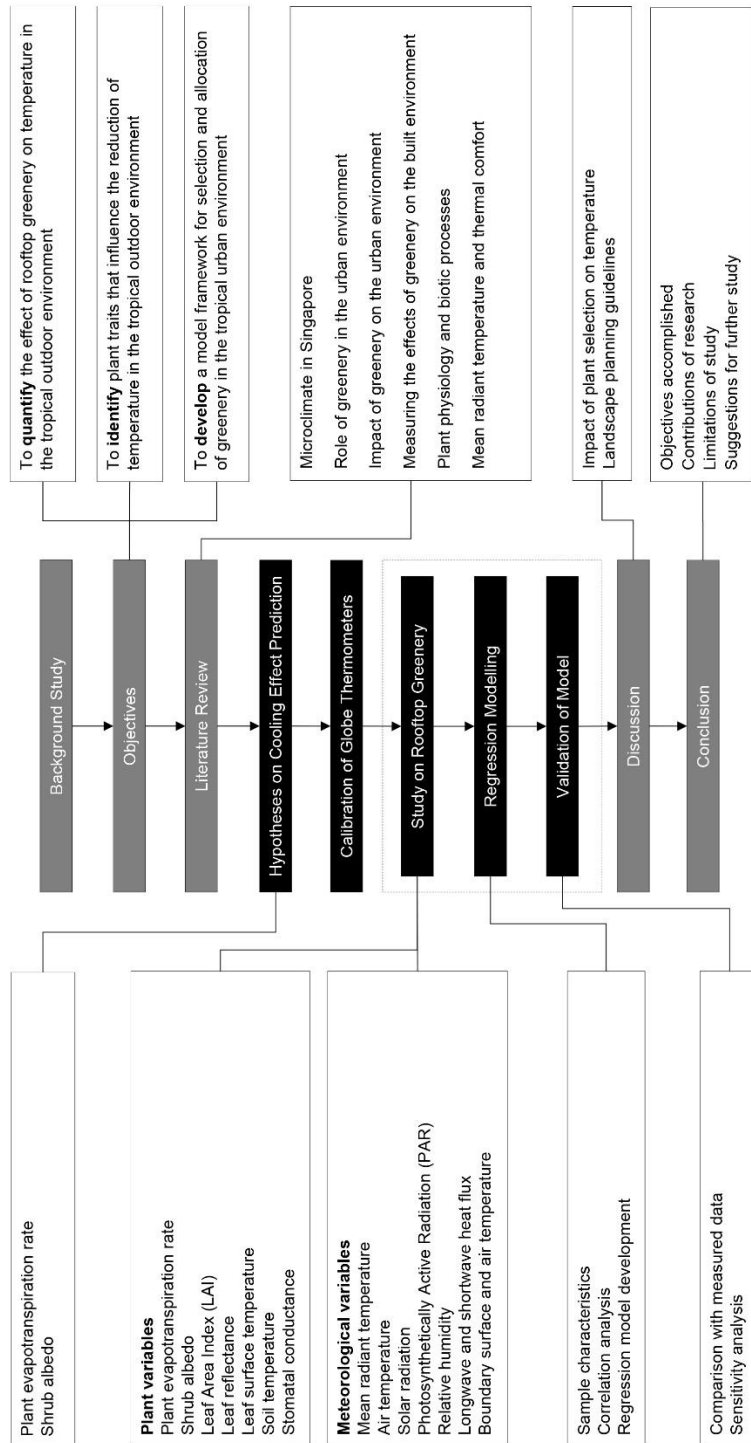 Plant evapotranspiration rate
Shrub albedo
Plant variables
Plant evapotranspiration rate
Shrub albedo
Leaf Area Index (LAI)
Leaf reflectance
Leaf surface temperature
Soil temperature
Stomatal conductance
Meteorological variables
Mean radiant temperature
Air temperature
Solar radiation
Photosynthetically Active Radiation (PAR)
Relative humidity
Longwave and shortwave heat flux
Boundary surface and air temperature
Sample characteristics
Correlation analysis
Regression model development
Comparison with measured data
Sensitivity analysis
Background Study
Objectives
Literature Review
Hypotheses on Cooling Effect Prediction
Calibration of Globe Thermometers
Study on Rooftop Greenery
Regression Modelling
Validation of Model
Discussion
Conclusion
To quantify the effect of rooftop greenery on temperature in
the tropical outdoor environment
To identify plant traits that influence the reduction of
temperature in the tropical outdoor environment
To develop a model framework for selection and allocation
of greenery in the tropical urban environment
Microclimate in Singapore
Role of greenery in the urban environment
Impact of greenery on the urban environment
Measuring the effects of greenery on the built environment
Plant physiology and biotic processes
Mean radiant temperature and thermal comfort
Impact of plant selection on temperature
Landscape planning guidelines
Objectives accomplished
Contributions of research
Limitations of study
Suggestions for further study